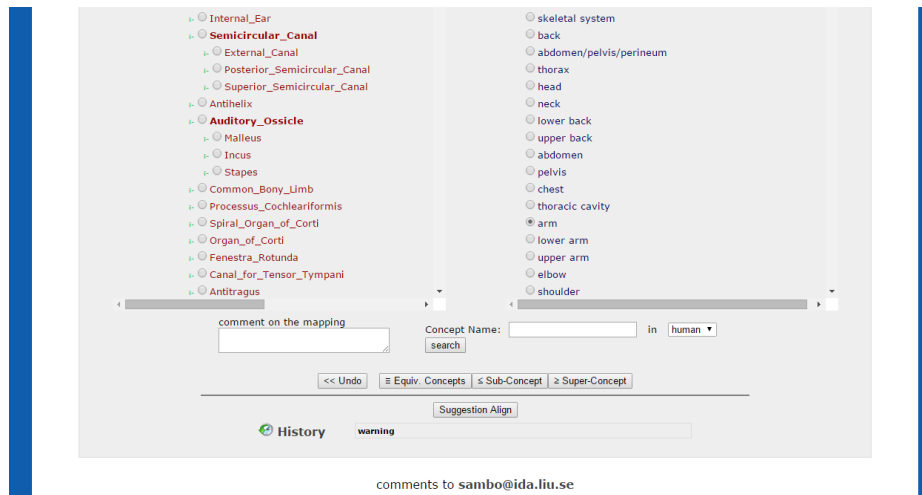 Internal_Ear
Semicircular_Canal
External_Canal
Posterior_Semicircular_Canal
Superior_Semicircular_Canal
Antihelix
Auditory_Ossicle
Malleus
Incus
Stapes
Common_Bony_Limb
Processus_Cochleariformis
Spiral_Organ_of_Corti
Organ_of_Corti
Fenestra_Rotunda
Canal_for_Tensor_Tympani
Antitragus
skeletal system
back
abdomen/pelvis/perineum
thorax
head
neck
lower back
upper back
abdomen
pelvis
chest
thoracic cavity
arm
lower arm
upper arm
elbow
shoulder
comment on the mapping
Concept Name: in human
search
<< Undo ≡ Equiv. Concepts ≤ Sub-Concept ≥ Super-Concept
Suggestion Align
History warning
comments to sambo@ida.liu.se